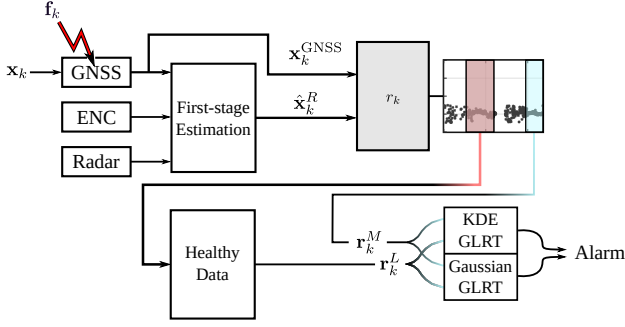 f_k
x_k
GNSS
ENC
Radar
First-stage
Estimation
x_k^GNSS
x̂_k^R
r_k
Healthy
Data
r_k^M
r_k^L
KDE
GLRT
Gaussian
GLRT
Alarm